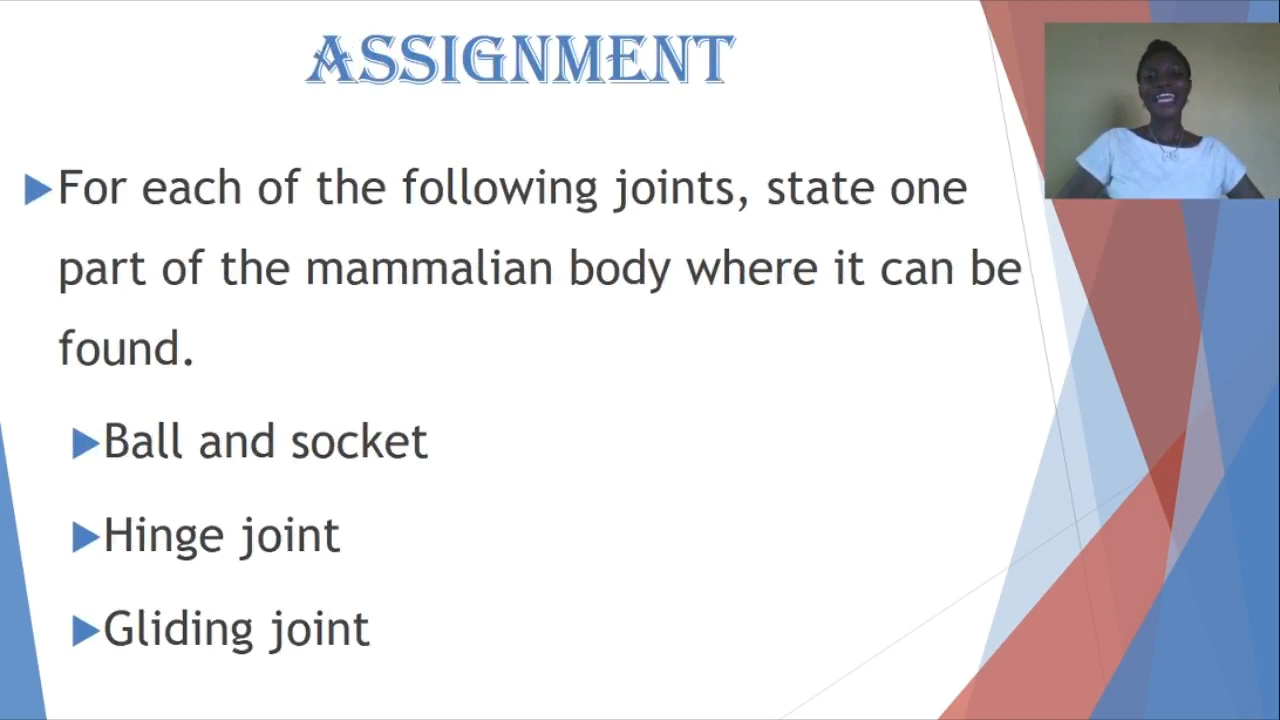 ASSIGNMENT
For each of the following joints, state one
part of the mammalian body where it can be
found.
Ball and socket
Hinge joint
Gliding joint